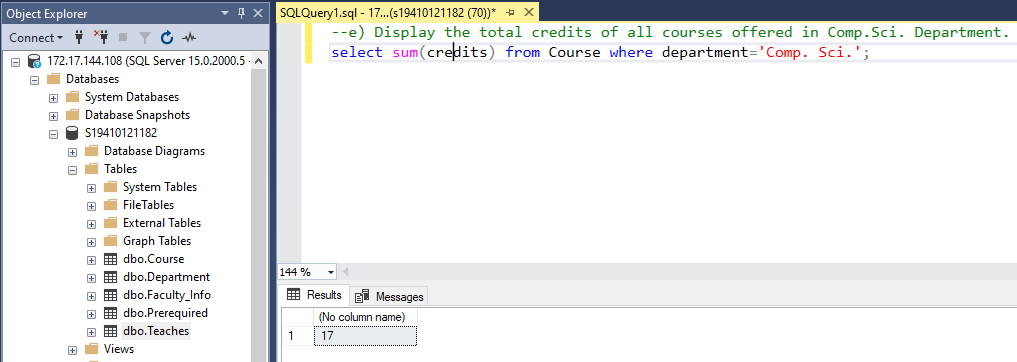 Object Explorer
Connect
172.17.144.108 (SQL Server 15.0.2000.5 -
Databases
System Databases
Database Snapshots
S19410121182
Database Diagrams
Tables
System Tables
FileTables
External Tables
Graph Tables
dbo.Course
dbo.Department
dbo.Faculty_Info
dbo.Prerequired
dbo.Teaches
Views
SQLQuery1.sql - 17...(s19410121182 (70))*
--e) Display the total credits of all courses offered in Comp.Sci. Department.
select sum(credits) from Course where department='Comp. Sci.';
144 %
Results Messages
(No column name)
1 17